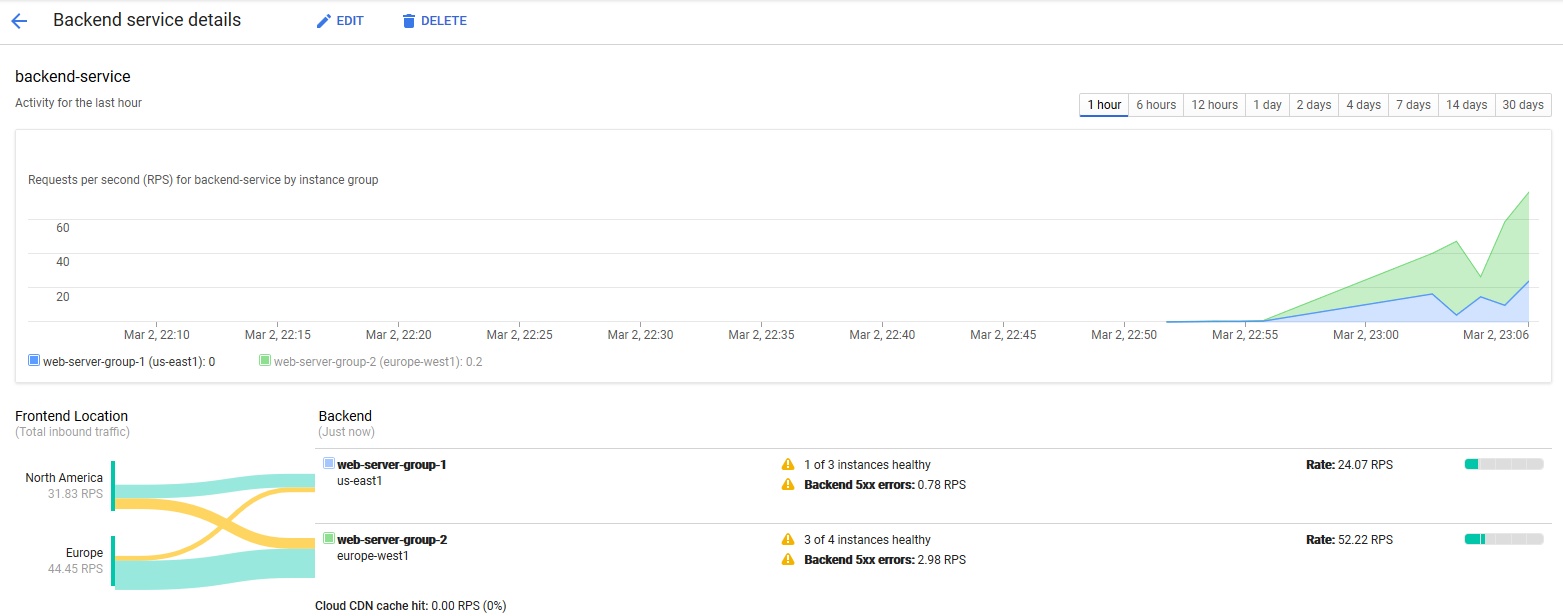 Backend service details EDIT DELETE
backend-service
Activity for the last hour
1 hour 6 hours 12 hours 1 day 2 days 4 days 7 days 14 days 30 days
Requests per second (RPS) for backend-service by instance group
60
40
20
Mar 2, 22:10 Mar 2, 22:15 Mar 2, 22:20 Mar 2, 22:25 Mar 2, 22:30 Mar 2, 22:35 Mar 2, 22:40 Mar 2, 22:45 Mar 2, 22:50 Mar 2, 22:55 Mar 2, 23:00 Mar 2, 23:06
web-server-group-1 (us-east1): 0 web-server-group-2 (europe-west1): 0.2
Frontend Location Backend
(Total inbound traffic) (Just now)
web-server-group-1 1 of 3 instances healthy Rate: 24.07 RPS
North America us-east1 Backend 5xx errors: 0.78 RPS
31.83 RPS
web-server-group-2 3 of 4 instances healthy Rate: 52.22 RPS
Europe europe-west1 Backend 5xx errors: 2.98 RPS
44.45 RPS
Cloud CDN cache hit: 0.00 RPS (0%)